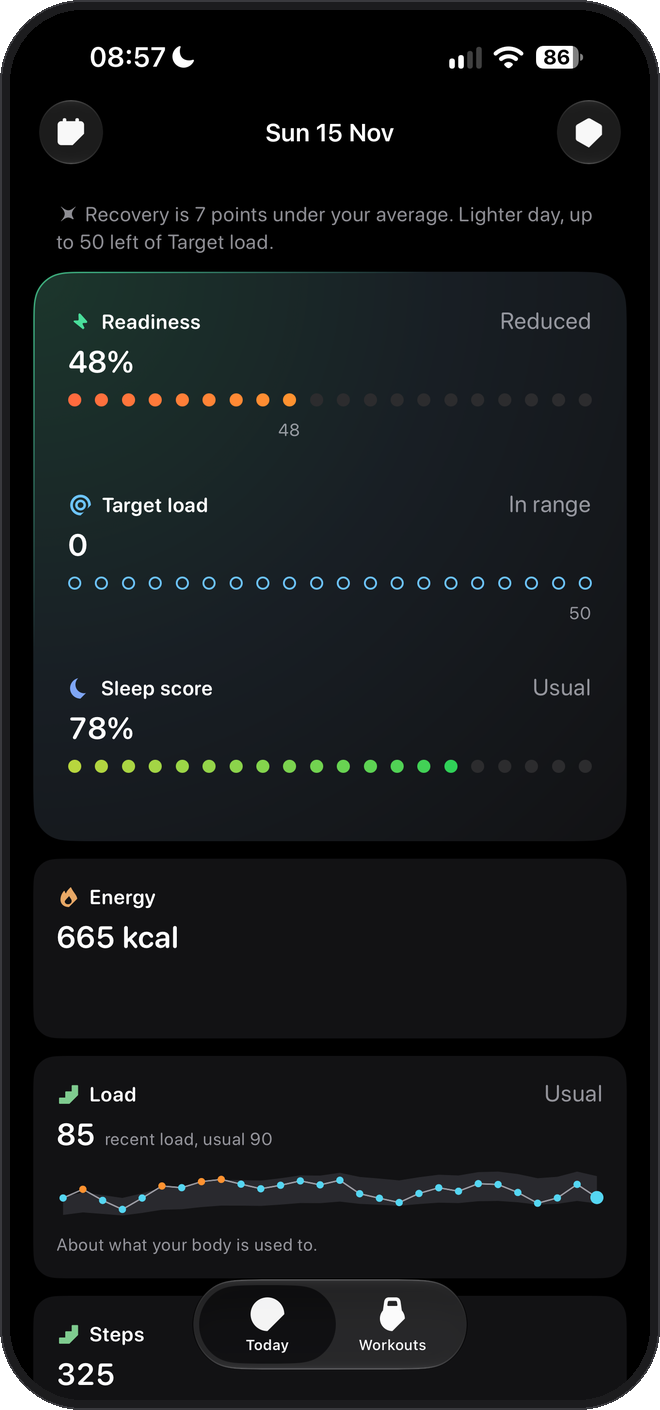 08:57
86
Sun 15 Nov
Recovery is 7 points under your average. Lighter day, up
to 50 left of Target load.
Readiness
Reduced
48%
48
Target load
In range
0
50
Sleep score
Usual
78%
Energy
665 kcal
Load
Usual
85 recent load, usual 90
About what your body is used to.
Steps
325
Today
Workouts